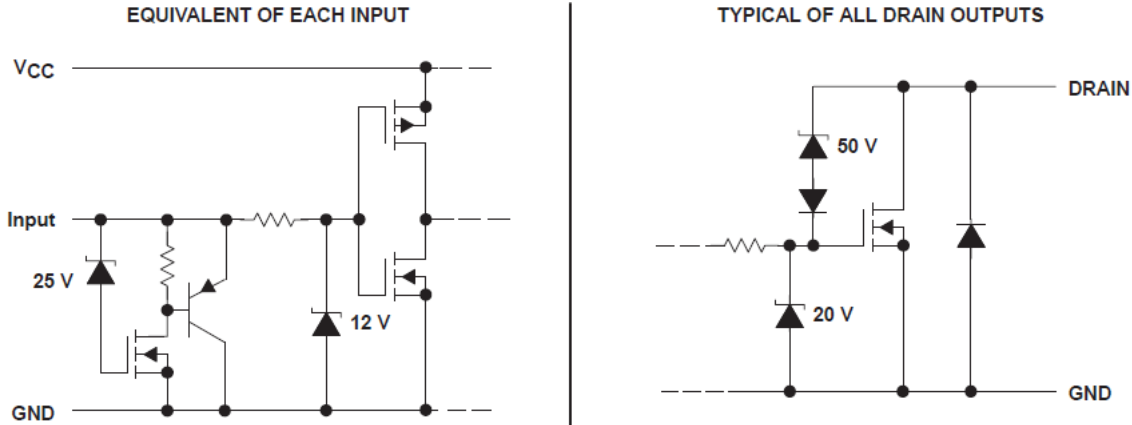 EQUIVALENT OF EACH INPUT
VCC
Input
25 V
12 V
GND
TYPICAL OF ALL DRAIN OUTPUTS
DRAIN
50 V
20 V
GND